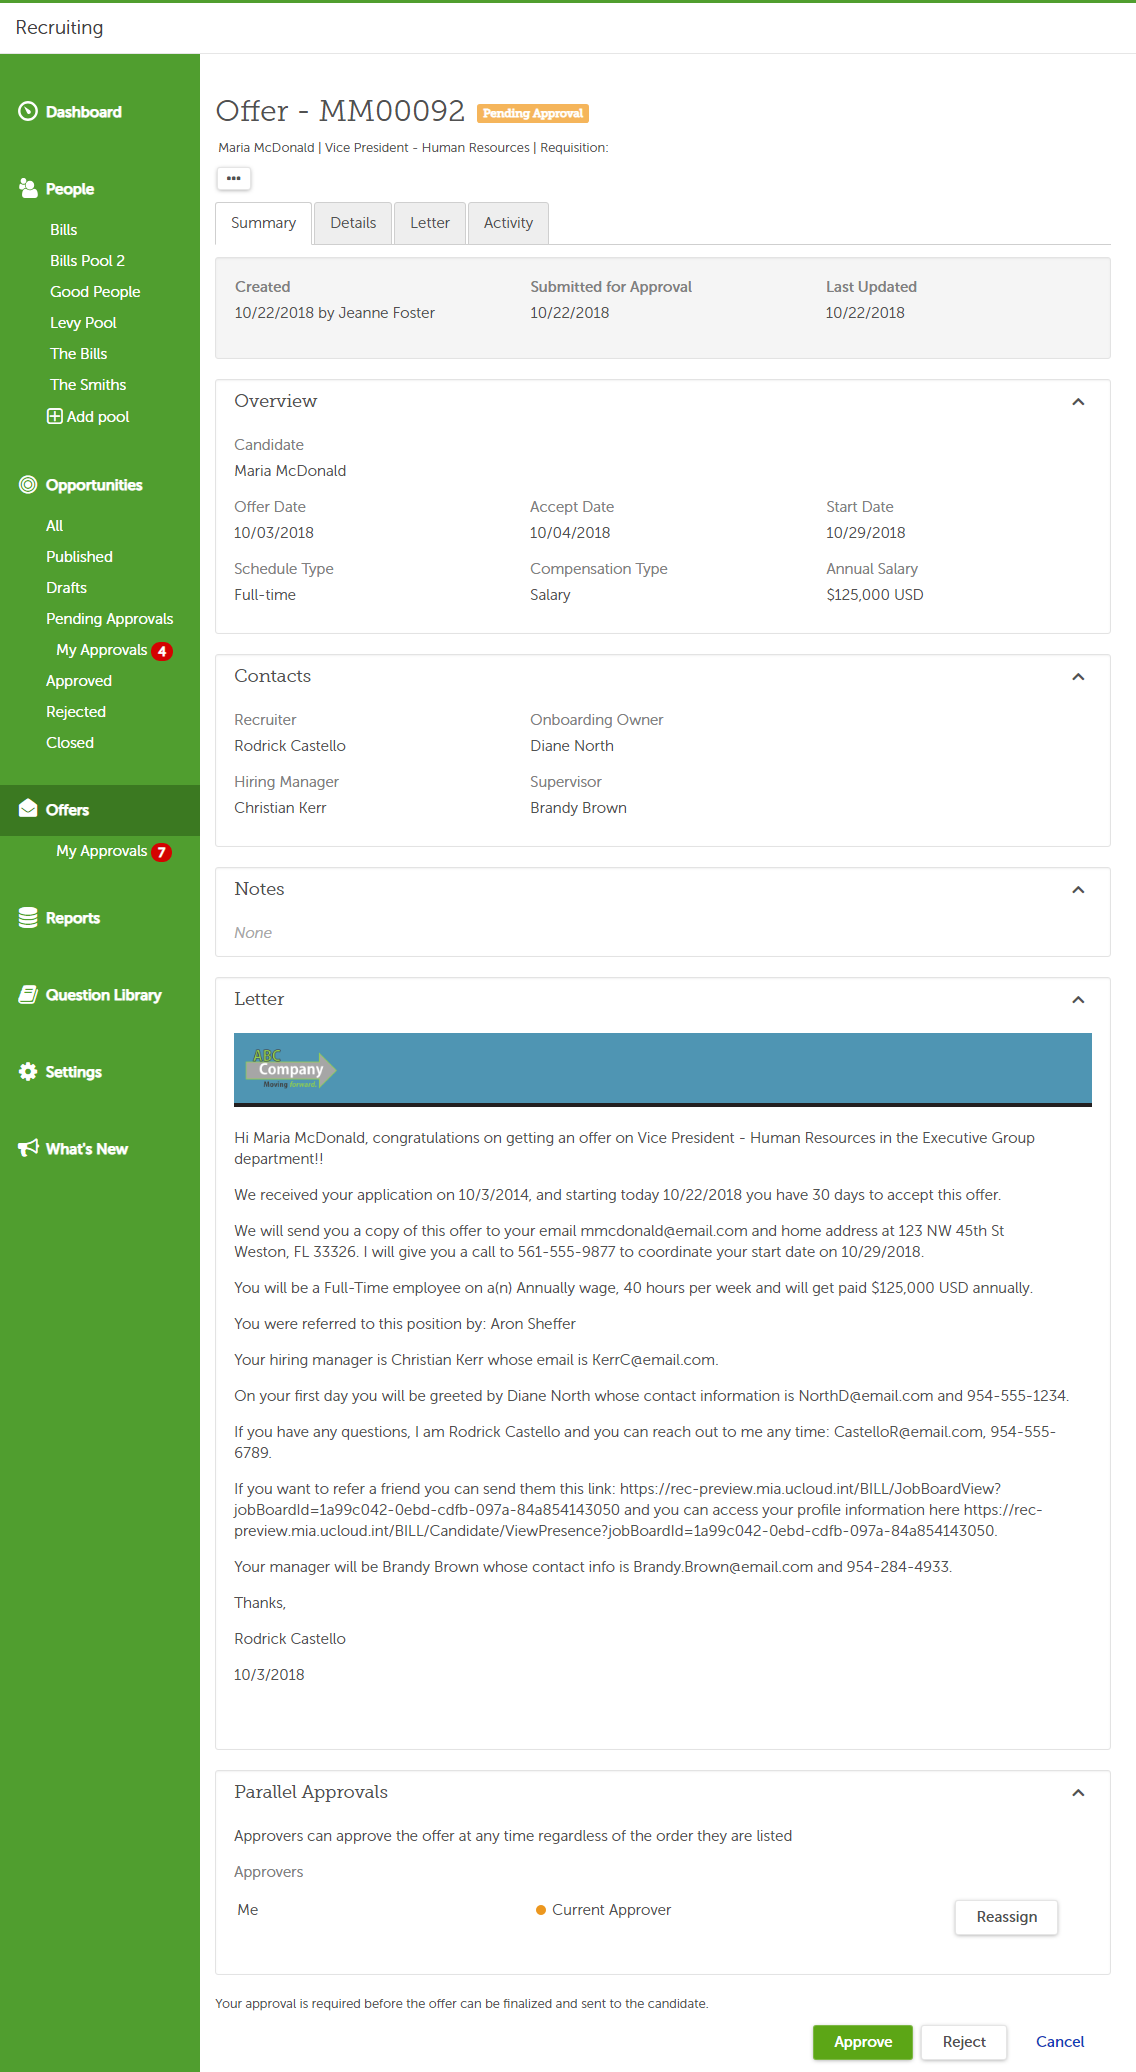 Recruiting
Dashboard
People
Bills
Bills Pool 2
Good People
Levy Pool
The Bills
The Smiths
Add pool
Opportunities
All
Published
Drafts
Pending Approvals
My Approvals 4
Approved
Rejected
Closed
Offers
My Approvals 7
Reports
Question Library
Settings
What's New
Offer - MM00092 Pending Approval
Maria McDonald | Vice President - Human Resources | Requisition:
Summary Details Letter Activity
Created Submitted for Approval Last Updated
10/22/2018 by Jeanne Foster 10/22/2018 10/22/2018
Overview
Candidate
Maria McDonald
Offer Date Accept Date Start Date
10/03/2018 10/04/2018 10/29/2018
Schedule Type Compensation Type Annual Salary
Full-time Salary $125,000 USD
Contacts
Recruiter Onboarding Owner
Rodrick Castello Diane North
Hiring Manager Supervisor
Christian Kerr Brandy Brown
Notes
None
Letter
ABC
Company
Moving forward.
Hi Maria McDonald, congratulations on getting an offer on Vice President - Human Resources in the Executive Group
department!!
We received your application on 10/3/2014, and starting today 10/22/2018 you have 30 days to accept this offer.
We will send you a copy of this offer to your email mmcdonald@email.com and home address at 123 NW 45th St
Weston, FL 33326. I will give you a call to 561-555-9877 to coordinate your start date on 10/29/2018.
You will be a Full-Time employee on a(n) Annually wage, 40 hours per week and will get paid $125,000 USD annually.
You were referred to this position by: Aron Sheffer
Your hiring manager is Christian Kerr whose email is KerrC@email.com.
On your first day you will be greeted by Diane North whose contact information is NorthD@email.com and 954-555-1234.
If you have any questions, I am Rodrick Castello and you can reach out to me any time: CastelloR@email.com, 954-555-
6789.
If you want to refer a friend you can send them this link: https://rec-preview.mia.ucloud.int/BILL/JobBoardView?
jobBoardId=1a99c042-0ebd-cdfb-097a-84a854143050 and you can access your profile information here https://rec-
preview.mia.ucloud.int/BILL/Candidate/ViewPresence?jobBoardId=1a99c042-0ebd-cdfb-097a-84a854143050.
Your manager will be Brandy Brown whose contact info is Brandy.Brown@email.com and 954-284-4933.
Thanks,
Rodrick Castello
10/3/2018
Parallel Approvals
Approvers can approve the offer at any time regardless of the order they are listed
Approvers
Me Current Approver Reassign
Your approval is required before the offer can be finalized and sent to the candidate.
Approve Reject Cancel